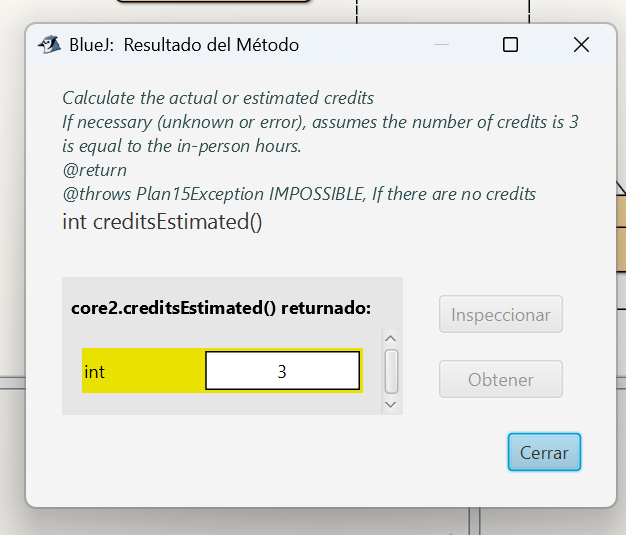 BlueJ: Resultado del Método
Calculate the actual or estimated credits
If necessary (unknown or error), assumes the number of credits is 3
is equal to the in-person hours.
@return
@throws Plan15Exception IMPOSSIBLE, If there are no credits
int creditsEstimated()
core2.creditsEstimated() returnado:
Inspeccionar
int 3
Obtener
Cerrar